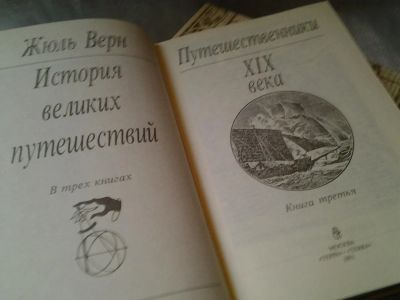 Жюль Верн
История
великих
путешествий
В трех книгах
Путешественники
XIX
века
Книга третья